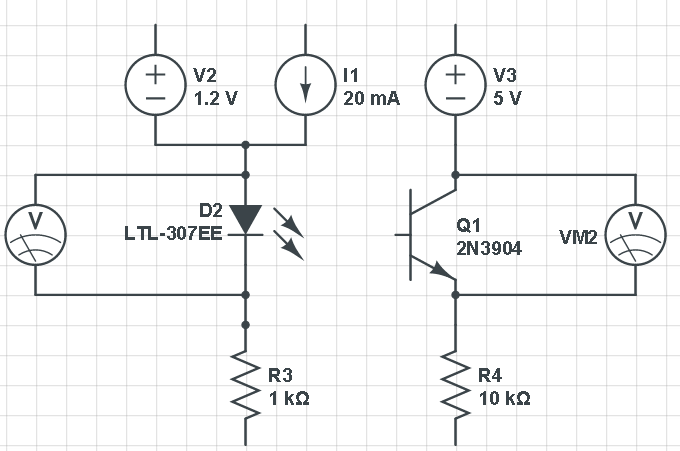 V2
1.2 V
I1
20 mA
V3
5 V
V
D2
LTL-307EE
Q1
2N3904
VM2
V
R3
1 kΩ
R4
10 kΩ